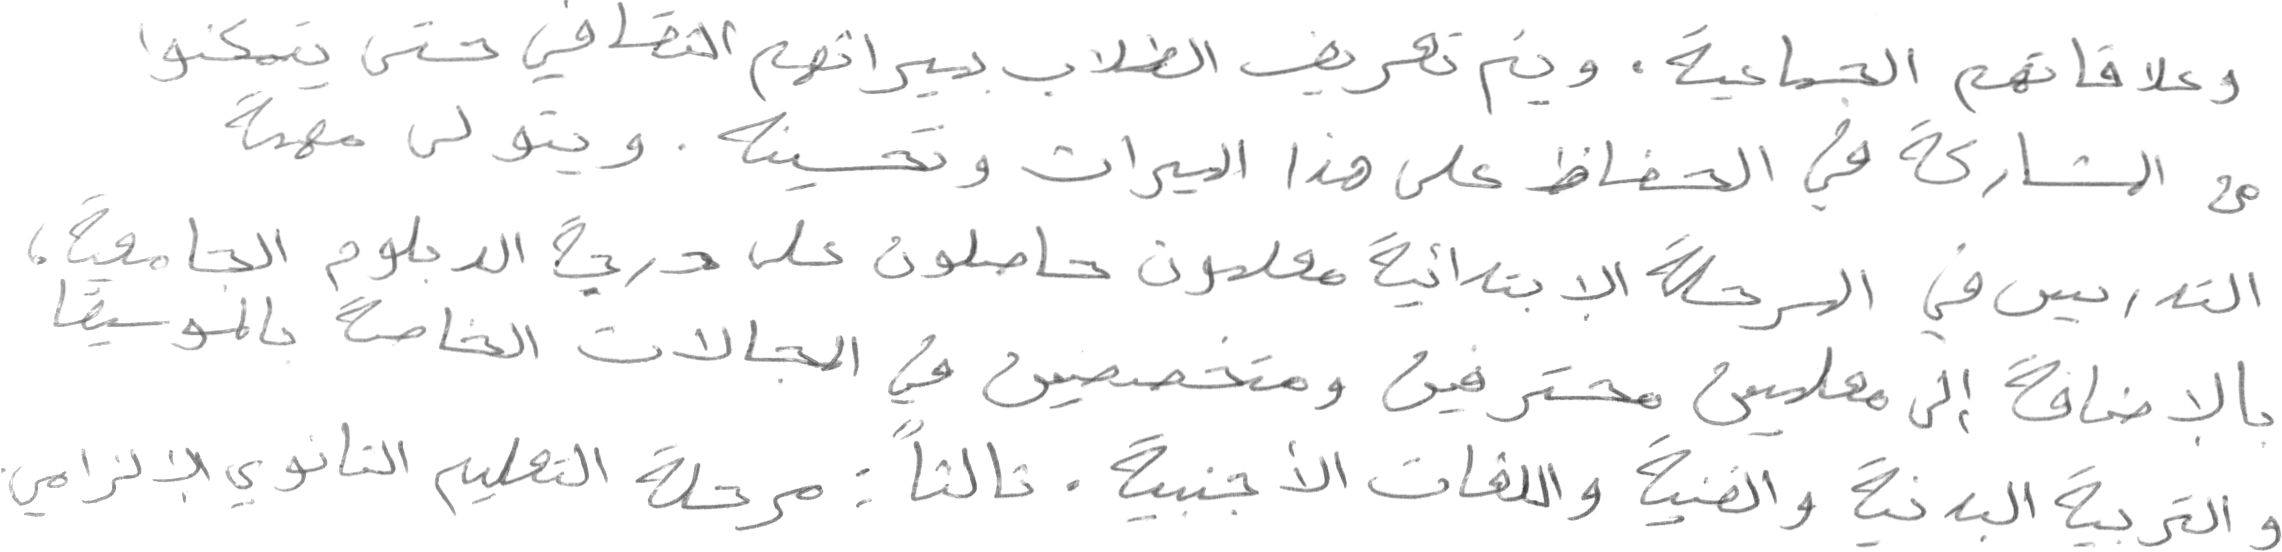 وعلاقاتهم الجماعية. ويتم تعريف الطلاب بميراثهم الثقافي حتى يتمكنوا
من المشاركة في الحفاظ على هذا الميراث وتحسينه. ويتولى مهمة
التدريس في المرحلة الابتدائية معلمون حاصلون على درجة الدبلوم الجامعية،
بالإضافة إلى معلمين محترفين ومتخصصين في المجالات الخاصة بالموسيقا
والتربية البدنية والفنية واللغات الأجنبية. ثالثاً: مرحلة التعليم الثانوي الإلزامي